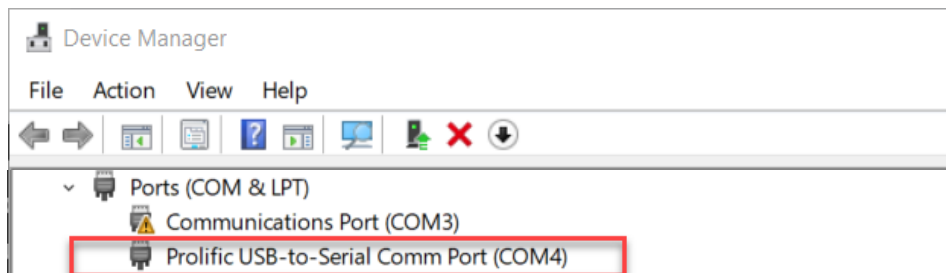 Device Manager
File Action View Help
Ports (COM & LPT)
Communications Port (COM3)
Prolific USB-to-Serial Comm Port (COM4)